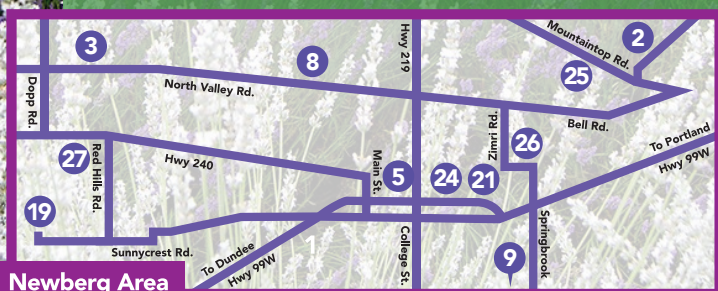 3
2
Hwy 219
Mountaintop Rd.
8
25
North Valley Rd.
Dopp Rd.
Bell Rd.
Zimri Rd.
26
To Portland
Hwy 99W
27
Red Hills Rd.
Hwy 240
Main St.
5
24
21
19
1
Sunnycrest Rd.
To Dundee
Hwy 99W
College St.
9
Springbrook
Newberg Area